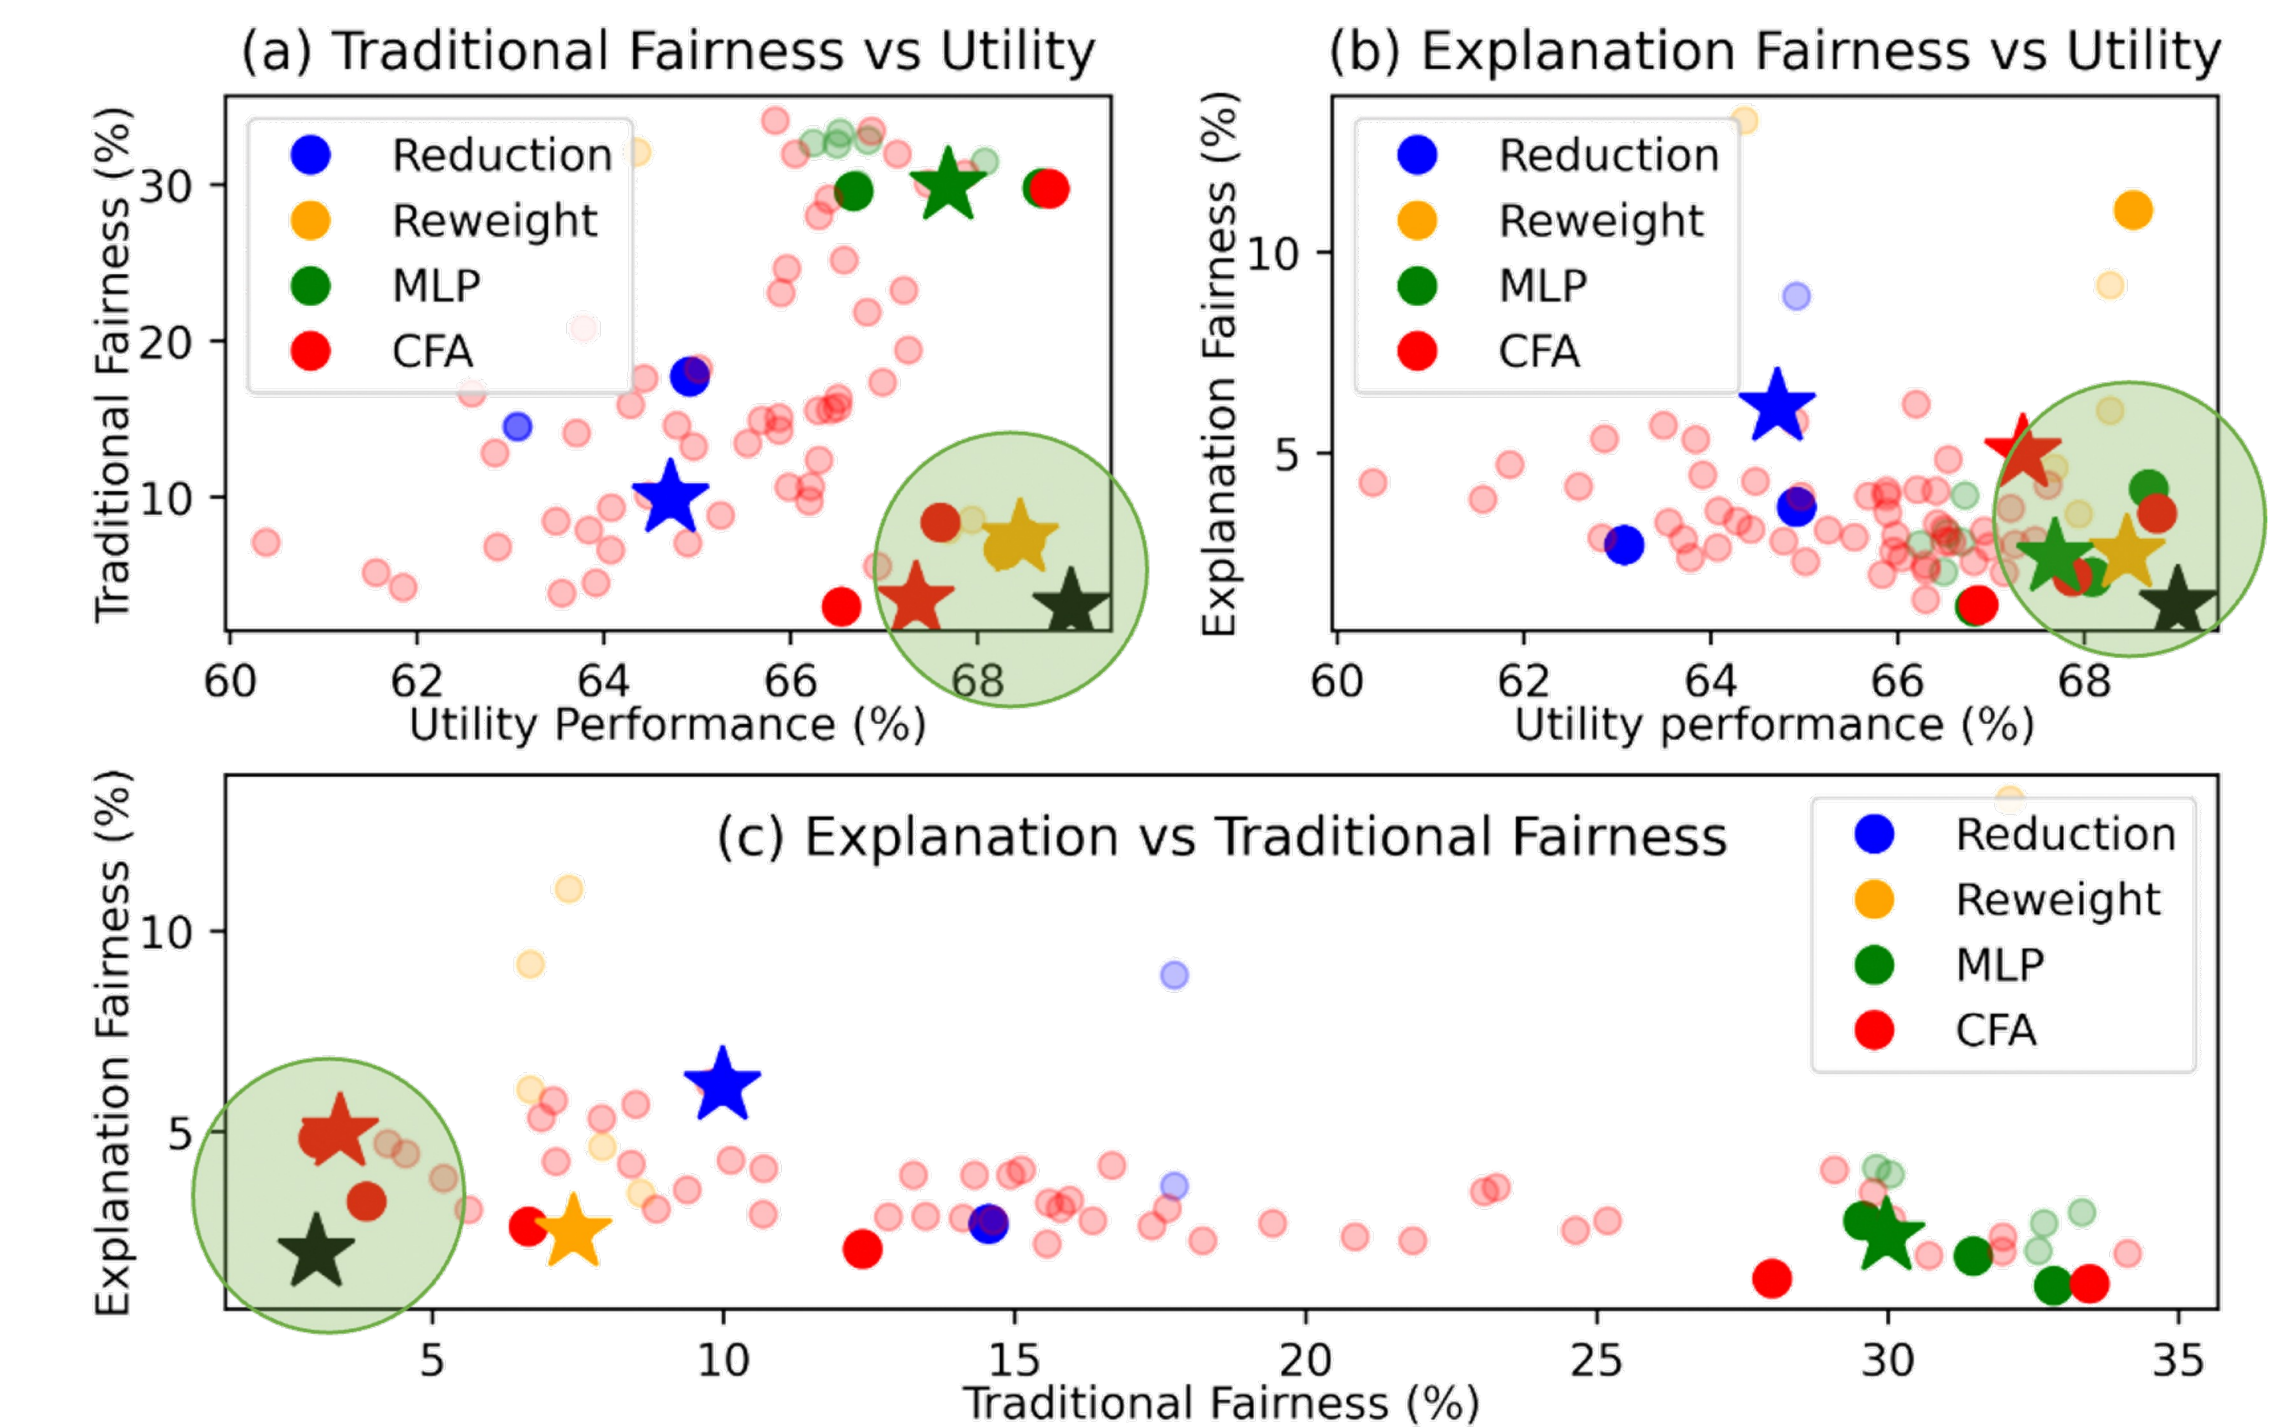 (a) Traditional Fairness vs Utility
Traditional Fairness (%)
30
20
10
Reduction
Reweight
MLP
CFA
60 62 64 66 68
Utility Performance (%)
(b) Explanation Fairness vs Utility
Explanation Fairness (%)
10
5
Reduction
Reweight
MLP
CFA
60 62 64 66 68
Utility performance (%)
(c) Explanation vs Traditional Fairness
Explanation Fairness (%)
10
5
Reduction
Reweight
MLP
CFA
5 10 15 20 25 30 35
Traditional Fairness (%)